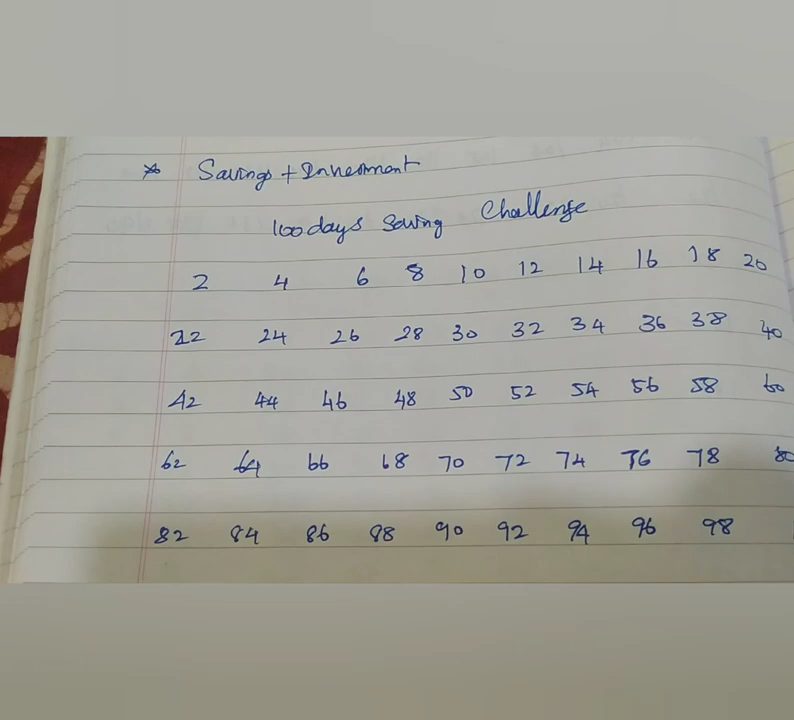 * Savings + Invesment
100 days Saving Challenge
2 4 6 8 10 12 14 16 18 20
22 24 26 28 30 32 34 36 38 40
42 44 46 48 50 52 54 56 58 60
62 64 66 68 70 72 74 76 78 80
82 84 86 88 90 92 94 96 98